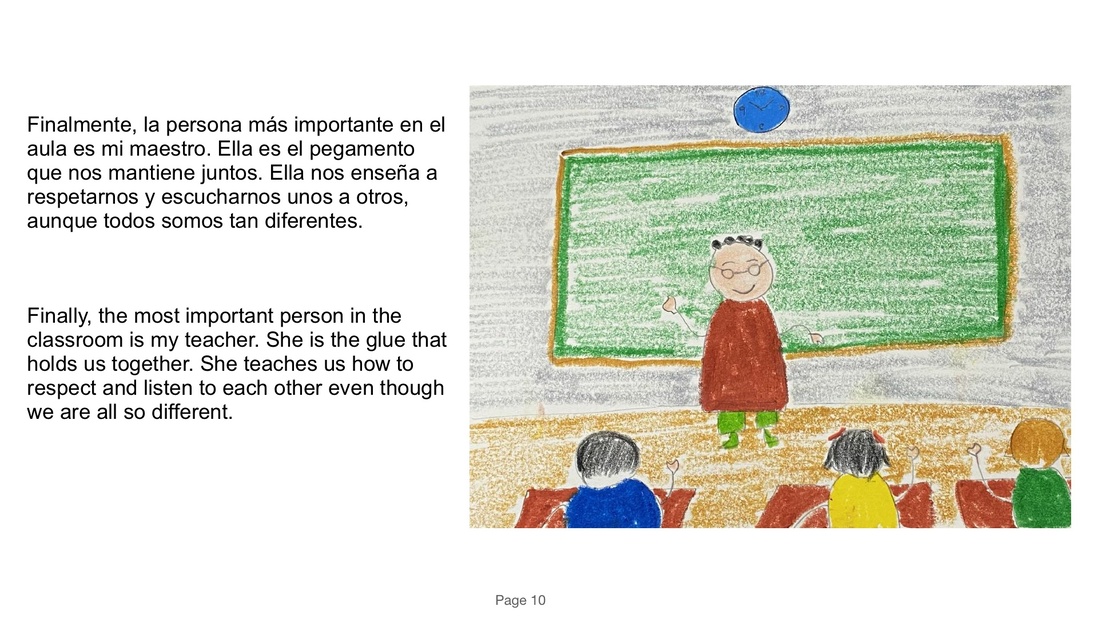 Finalmente, la persona más importante en el
aula es mi maestro. Ella es el pegamento
que nos mantiene juntos. Ella nos enseña a
respetarnos y escucharnos unos a otros,
aunque todos somos tan diferentes.
Finally, the most important person in the
classroom is my teacher. She is the glue that
holds us together. She teaches us how to
respect and listen to each other even though
we are all so different.
Page 10